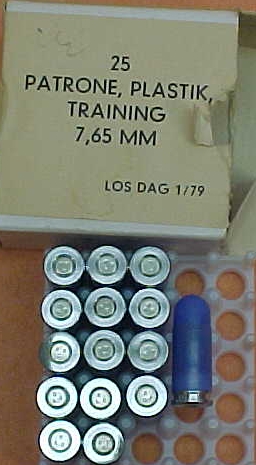 25
PATRONE, PLASTIK,
TRAINING
7,65 MM
LOS DAG 1/79